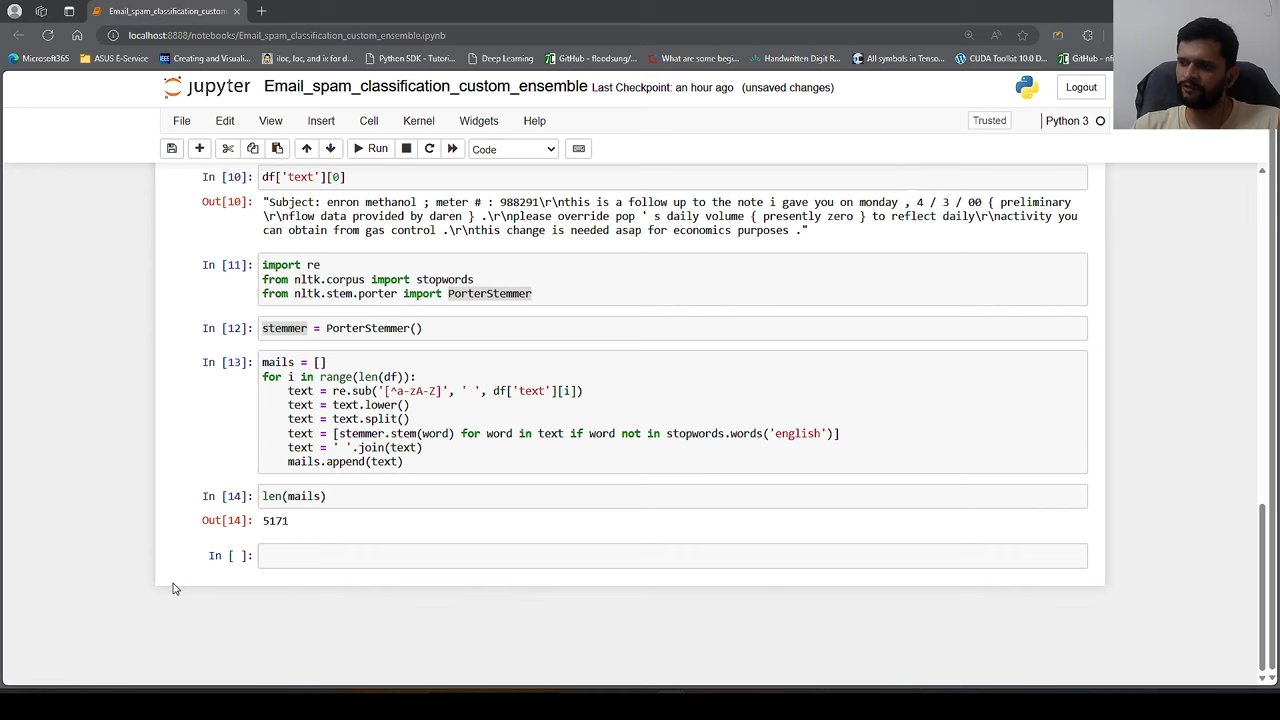 Email_spam_classification_custom
localhost:8888/notebooks/Email_spam_classification_custom_ensemble.ipynb
Microsoft365
ASUS E-Service
Creating and Visuali...
iloc, loc, and ix for d...
Python SDK - Tutori...
Deep Learning
GitHub - floodsung/...
What are some begi...
Handwritten Digit R...
All symbols in Tenso...
CUDA Toolkit 10.0 D...
GitHub - nf
jupyter Email_spam_classification_custom_ensemble Last Checkpoint: an hour ago (unsaved changes)
Logout
File Edit View Insert Cell Kernel Widgets Help
Trusted
Python 3
Run
Code
In [10]: df['text'][0]
Out[10]: "Subject: enron methanol ; meter # : 988291\r\nthis is a follow up to the note i gave you on monday , 4 / 3 / 00 { preliminary
\r\nflow data provided by daren } .\r\nplease override pop ' s daily volume { presently zero } to reflect daily\r\nactivity you
can obtain from gas control .\r\nthis change is needed asap for economics purposes ."
In [11]: import re
from nltk.corpus import stopwords
from nltk.stem.porter import PorterStemmer
In [12]: stemmer = PorterStemmer()
In [13]: mails = []
for i in range(len(df)):
text = re.sub('[^a-zA-Z]', ' ', df['text'][i])
text = text.lower()
text = text.split()
text = [stemmer.stem(word) for word in text if word not in stopwords.words('english')]
text = ' '.join(text)
mails.append(text)
In [14]: len(mails)
Out[14]: 5171
In [ ]: